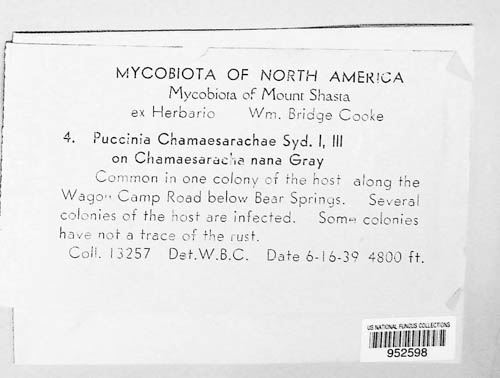 MYCOBIOTA OF NORTH AMERICA
Mycobiota of Mount Shasta
ex Herbario Wm. Bridge Cooke
4. Puccinia Chamaesarachae Syd. I, III
on Chamaesaracha nana Gray
Common in one colony of the host along the
Wagon Camp Road below Bear Springs. Several
colonies of the host are infected. Some colonies
have not a trace of the rust.
Coll. 13257 Det.W.B.C. Date 6-16-39 4800 ft.
US NATIONAL FUNGUS COLLECTIONS
952598